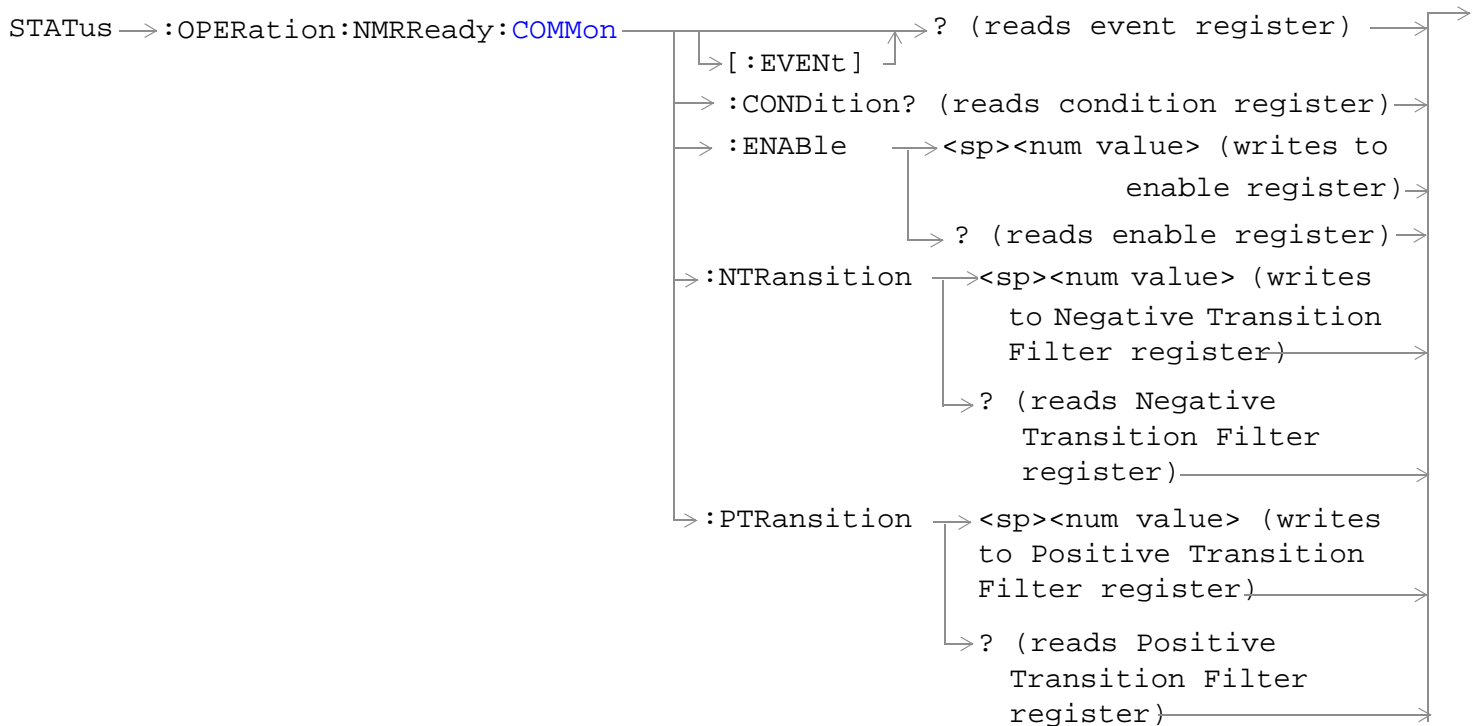 STATus :OPERation:NMRReady:COMMon ? (reads event register)
[:EVENt]
:CONDition? (reads condition register)
:ENABle <sp><num value> (writes to
enable register)
? (reads enable register)
:NTRansition <sp><num value> (writes
to Negative Transition
Filter register)
? (reads Negative
Transition Filter
register)
:PTRansition <sp><num value> (writes
to Positive Transition
Filter register)
? (reads Positive
Transition Filter
register)